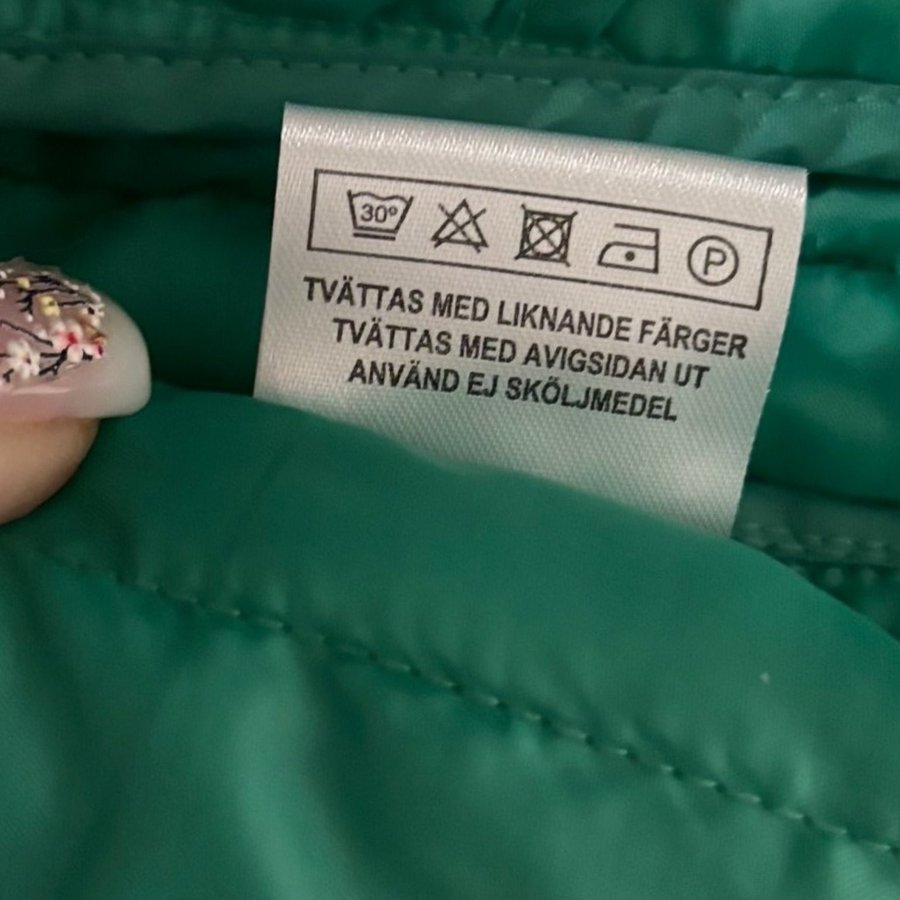 30°
P
TVÄTTAS MED LIKNANDE FÄRGER
TVÄTTAS MED AVIGSIDAN UT
ANVÄND EJ SKÖLJMEDEL